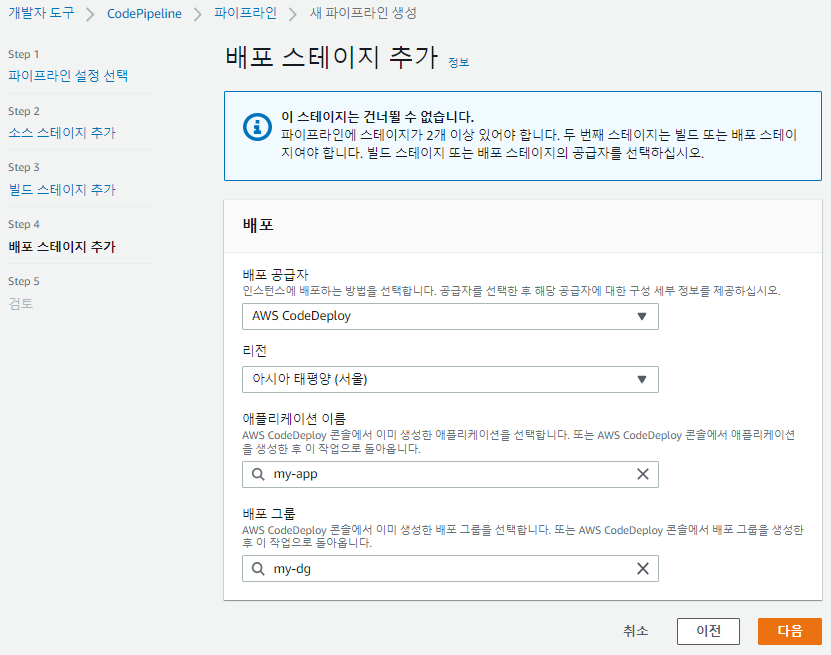 개발자 도구 > CodePipeline > 파이프라인 > 새 파이프라인 생성
Step 1
파이프라인 설정 선택
Step 2
소스 스테이지 추가
Step 3
빌드 스테이지 추가
Step 4
배포 스테이지 추가
Step 5
검토
배포 스테이지 추가 정보
이 스테이지는 건너뛸 수 없습니다.
파이프라인에 스테이지가 2개 이상 있어야 합니다. 두 번째 스테이지는 빌드 또는 배포 스테이
지여야 합니다. 빌드 스테이지 또는 배포 스테이지의 공급자를 선택하십시오.
배포
배포 공급자
인스턴스에 배포하는 방법을 선택합니다. 공급자를 선택한 후 해당 공급자에 대한 구성 세부 정보를 제공하십시오.
AWS CodeDeploy
리전
아시아 태평양 (서울)
애플리케이션 이름
AWS CodeDeploy 콘솔에서 이미 생성한 애플리케이션을 선택합니다. 또는 AWS CodeDeploy 콘솔에서 애플리케이션
을 생성한 후 이 작업으로 돌아옵니다.
my-app
배포 그룹
AWS CodeDeploy 콘솔에서 이미 생성한 배포 그룹을 선택합니다. 또는 AWS CodeDeploy 콘솔에서 배포 그룹을 생성한
후 이 작업으로 돌아옵니다.
my-dg
취소
이전
다음